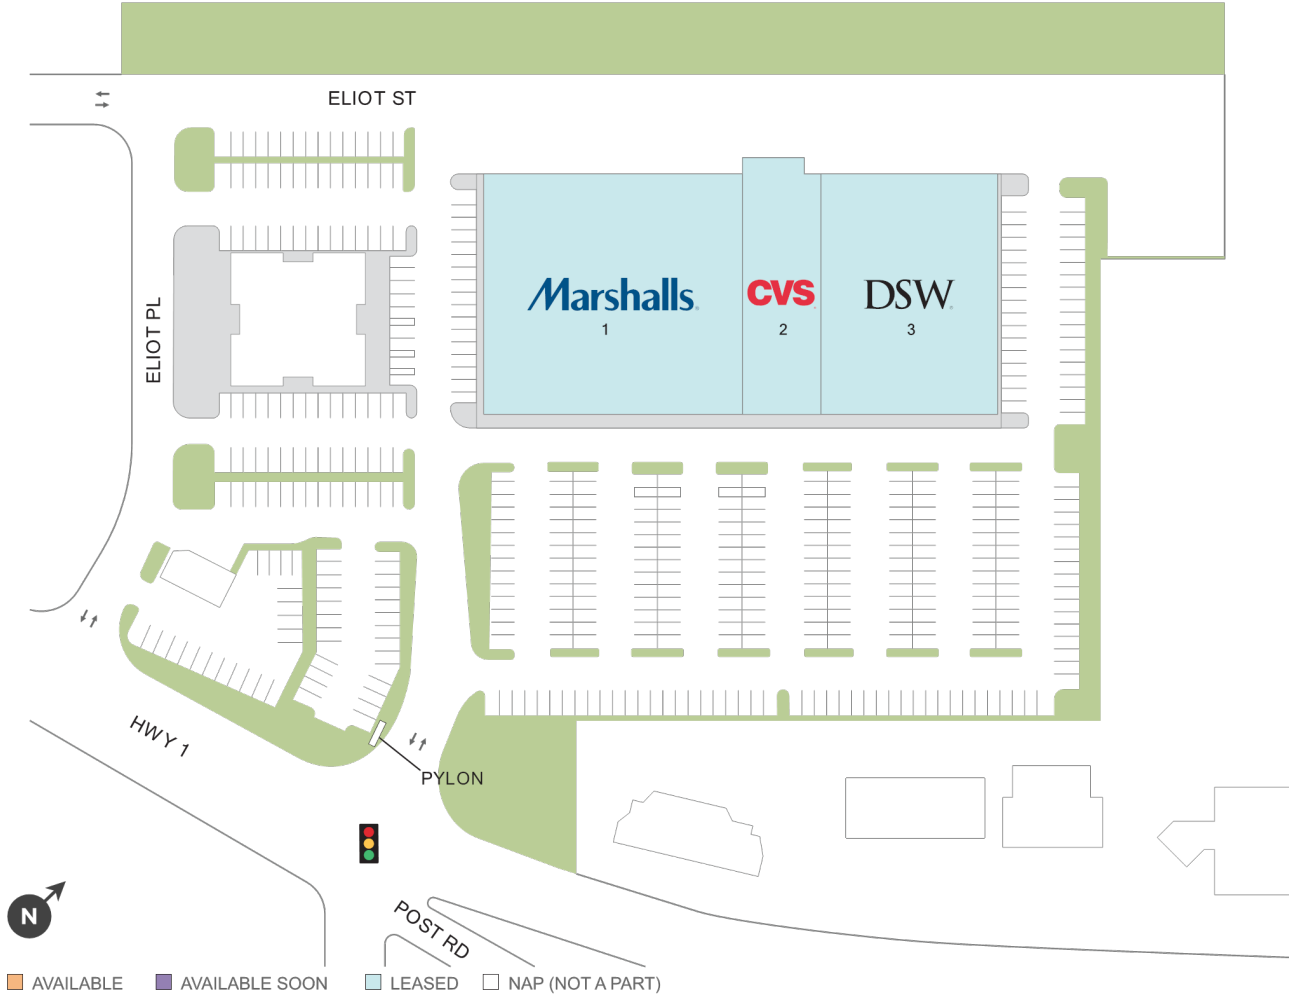 ELIOT ST
Marshalls
CVS
DSW
1
2
3
ELIOT PL
HWY 1
PYLON
POST RD
N
AVAILABLE
AVAILABLE SOON
LEASED
NAP (NOT A PART)